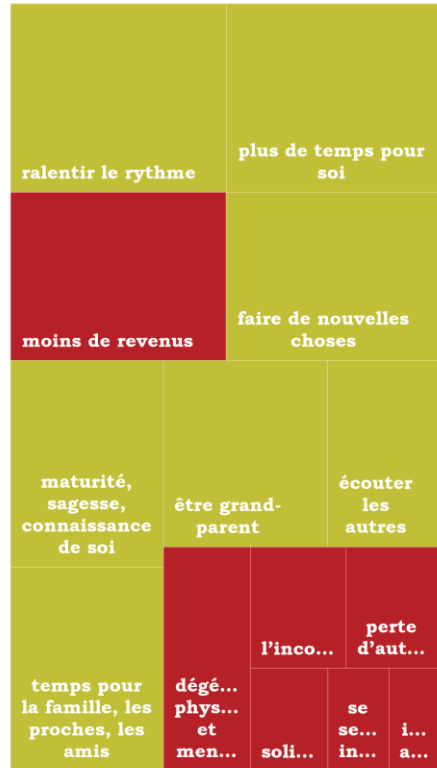 ralentir le rythme
plus de temps pour
soi
moins de revenus
faire de nouvelles
choses
maturité,
sagesse,
connaissance
de soi
être grand-
parent
écouter
les
autres
temps pour
la famille, les
proches, les
amis
dégé...
phys...
et
men...
l'inco...
perte
d'aut...
soli...
se
se...
in...
i...
a...